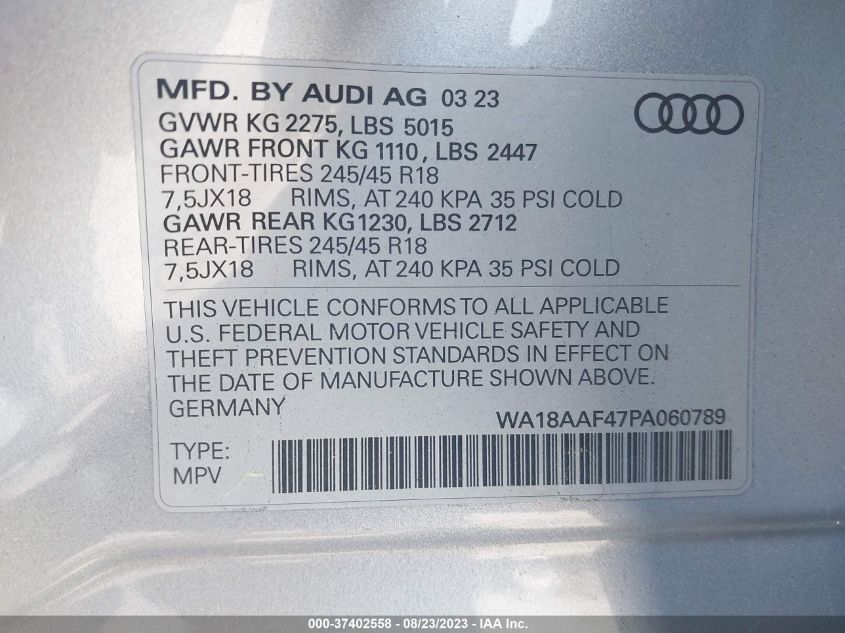 MFD. BY AUDI AG 03 23
GVWR KG 2275, LBS 5015
GAWR FRONT KG 1110, LBS 2447
FRONT-TIRES 245/45 R18
7,5JX18 RIMS, AT 240 KPA 35 PSI COLD
GAWR REAR KG1230, LBS 2712
REAR-TIRES 245/45 R18
7,5JX18 RIMS, AT 240 KPA 35 PSI COLD
THIS VEHICLE CONFORMS TO ALL APPLICABLE
U.S. FEDERAL MOTOR VEHICLE SAFETY AND
THEFT PREVENTION STANDARDS IN EFFECT ON
THE DATE OF MANUFACTURE SHOWN ABOVE.
GERMANY
WA18AAF47PA060789
TYPE:
MPV
000-37402558 - 08/23/2023 - IAA Inc.